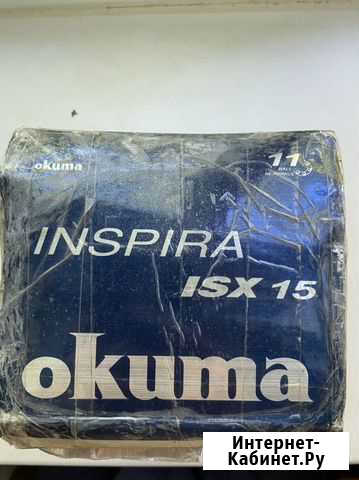 okuma
11
INSPIRA
ISX 15
okuma
Интернет-
Кабинет.Ру